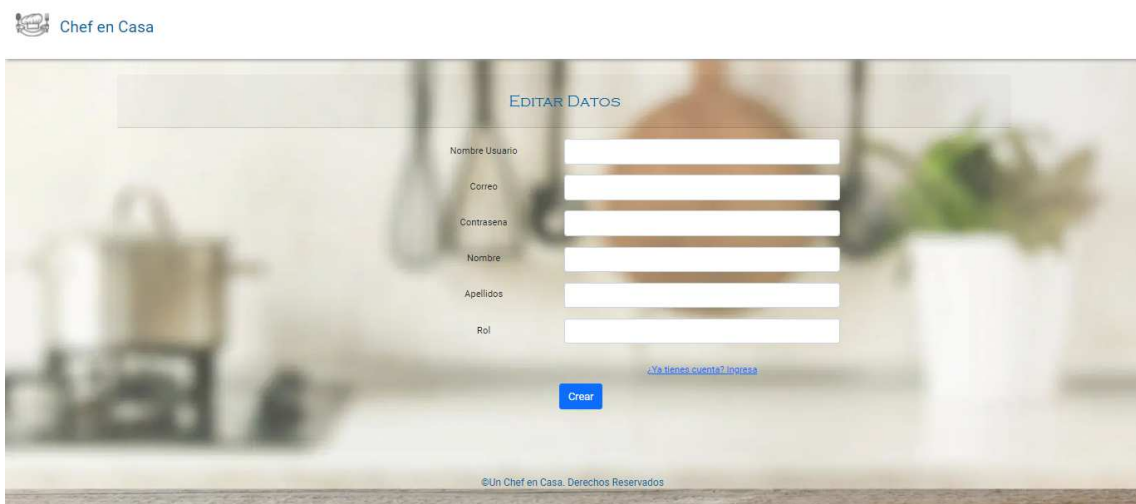 Chef en Casa
Editar Datos
Nombre Usuario
Correo
Contrasena
Nombre
Apellidos
Rol
¿Ya tienes cuenta? Ingresa
Crear
©Un Chef en Casa. Derechos Reservados